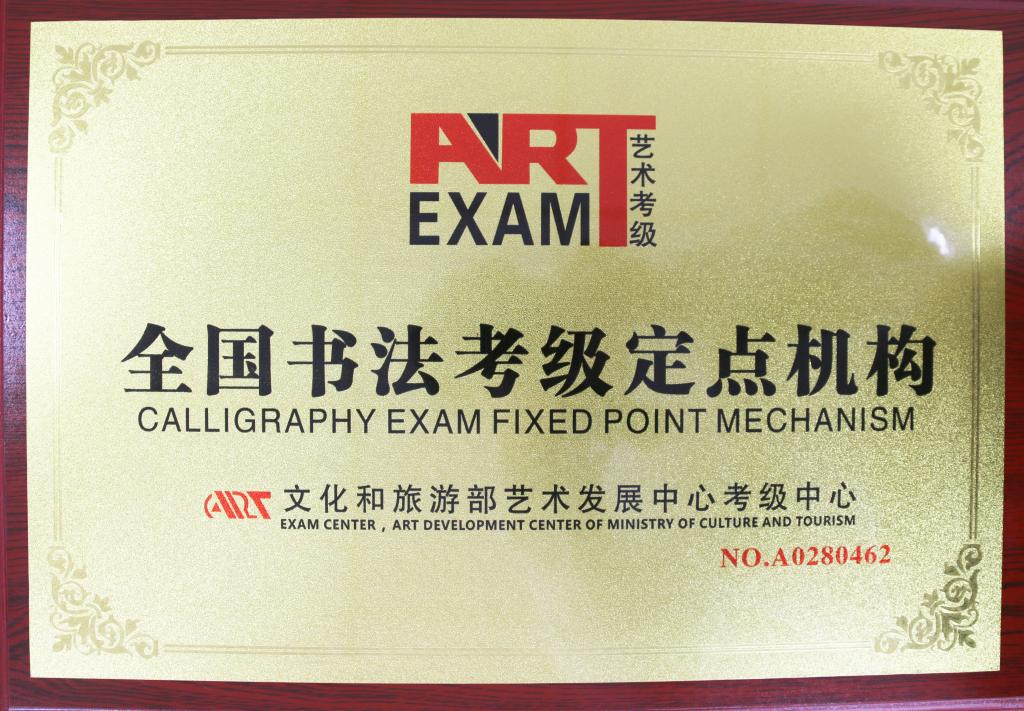 ART
EXAM
艺术考级
全国书法考级定点机构
CALLIGRAPHY EXAM FIXED POINT MECHANISM
ART 文化和旅游部艺术发展中心考级中心
EXAM CENTER , ART DEVELOPMENT CENTER OF MINISTRY OF CULTURE AND TOURISM
NO.A0280462